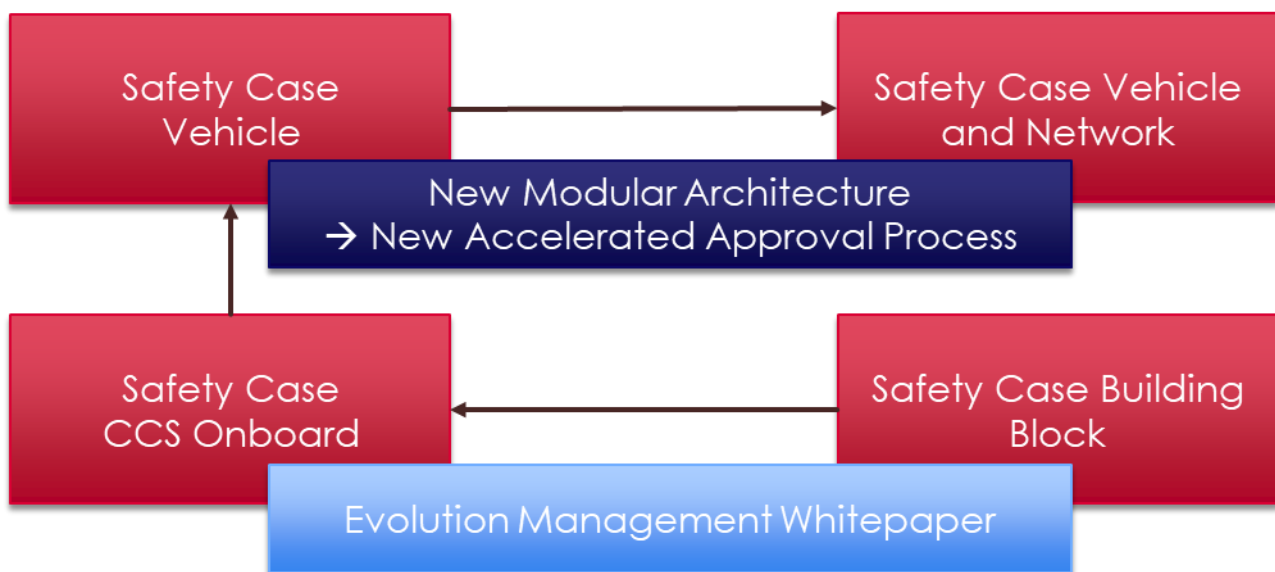 Safety Case
Vehicle
Safety Case Vehicle
and Network
New Modular Architecture
→ New Accelerated Approval Process
Safety Case
CCS Onboard
Safety Case Building
Block
Evolution Management Whitepaper